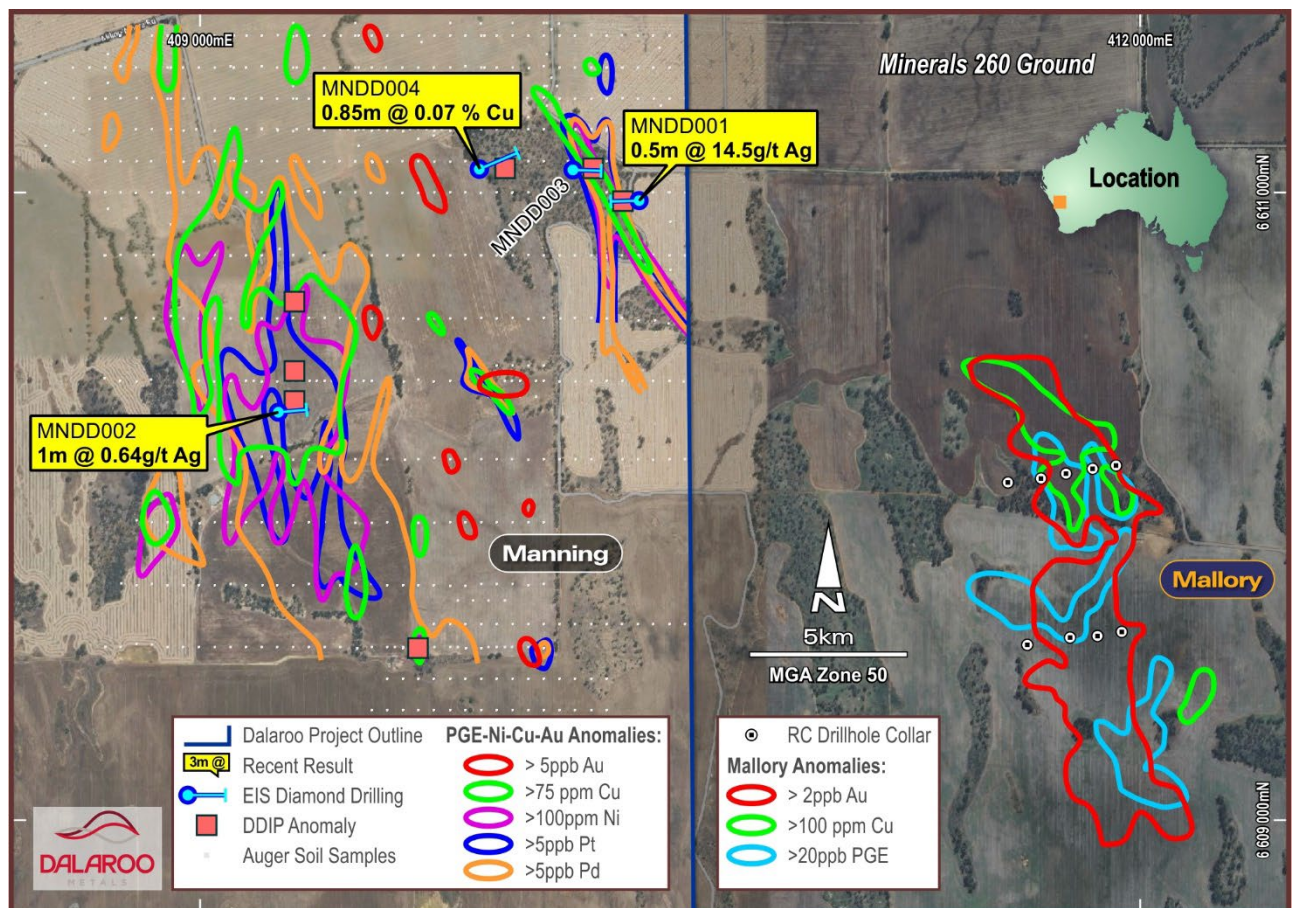 409 000mE
412 000mE
Minerals 260 Ground
MNDD004
0.85m @ 0.07 % Cu
MNDD001
0.5m @ 14.5g/t Ag
Location
6 611 000mN
MNDD003
MNDD002
1m @ 0.64g/t Ag
Manning
Mallory
N
5km
MGA Zone 50
Dalaroo Project Outline
3m @
Recent Result
EIS Diamond Drilling
DDIP Anomaly
Auger Soil Samples
PGE-Ni-Cu-Au Anomalies:
> 5ppb Au
>75 ppm Cu
>100ppm Ni
>5ppb Pt
>5ppb Pd
RC Drillhole Collar
Mallory Anomalies:
> 2ppb Au
>100 ppm Cu
>20ppb PGE
6 609 000mN
DALAROO
METALS